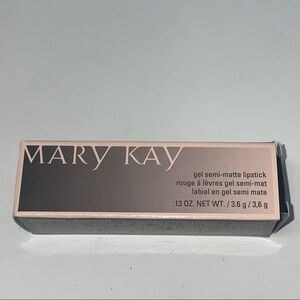 MARY KAY
gel semi-matte lipstick
rouge à lèvres gel semi-mat
labial en gel semi mate
.13 OZ. NET WT. / 3.6 g / 3,6 g